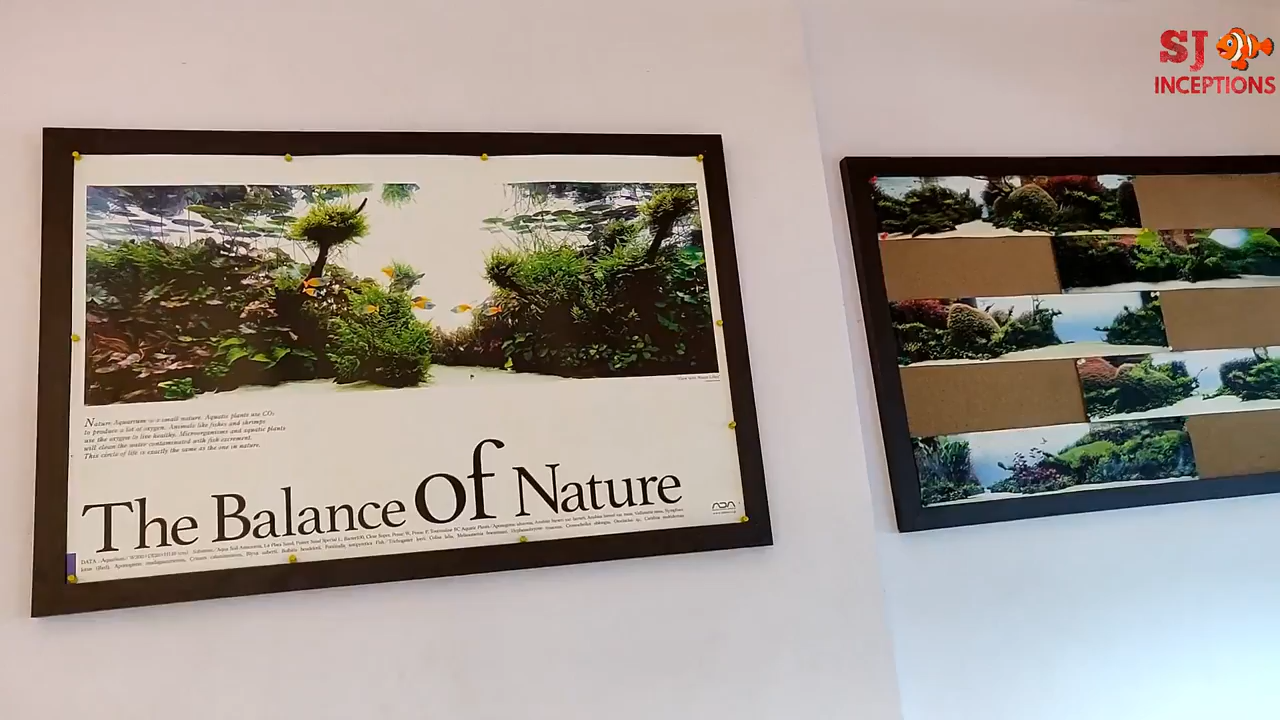 SJ
INCEPTIONS
Nature Aquarium is a small nature. Aquatic plants use CO₂
to produce a lot of oxygen. Animals like fishes and shrimps
use the oxygen to live healthy. Microorganisms and aquatic plants
will clean the water contaminated with fish excrement.
This circle of life is exactly the same as the one in nature.
The Balance of Nature
ADA